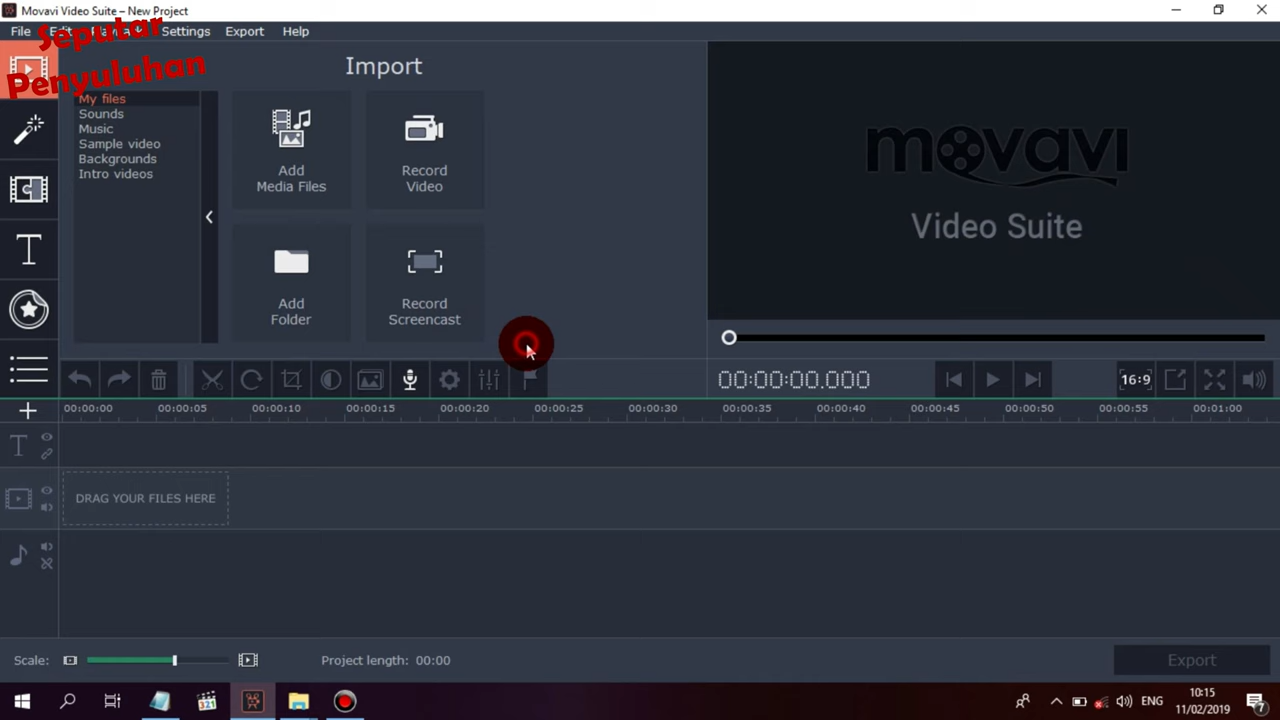 Movavi Video Suite – New Project
File Edit Playback Settings Export Help
Seputar
Penyuluhan
Import
My files
Sounds
Music
Sample video
Backgrounds
Intro videos
Add
Media Files
Record
Video
Add
Folder
Record
Screencast
movavi
Video Suite
00:00:00.000
16:9
00:00:00 00:00:05 00:00:10 00:00:15 00:00:20 00:00:25 00:00:30 00:00:35 00:00:40 00:00:45 00:00:50 00:00:55 00:01:00
T
DRAG YOUR FILES HERE
Scale:
Project length: 00:00
Export
321
ENG
10:15
11/02/2019
7